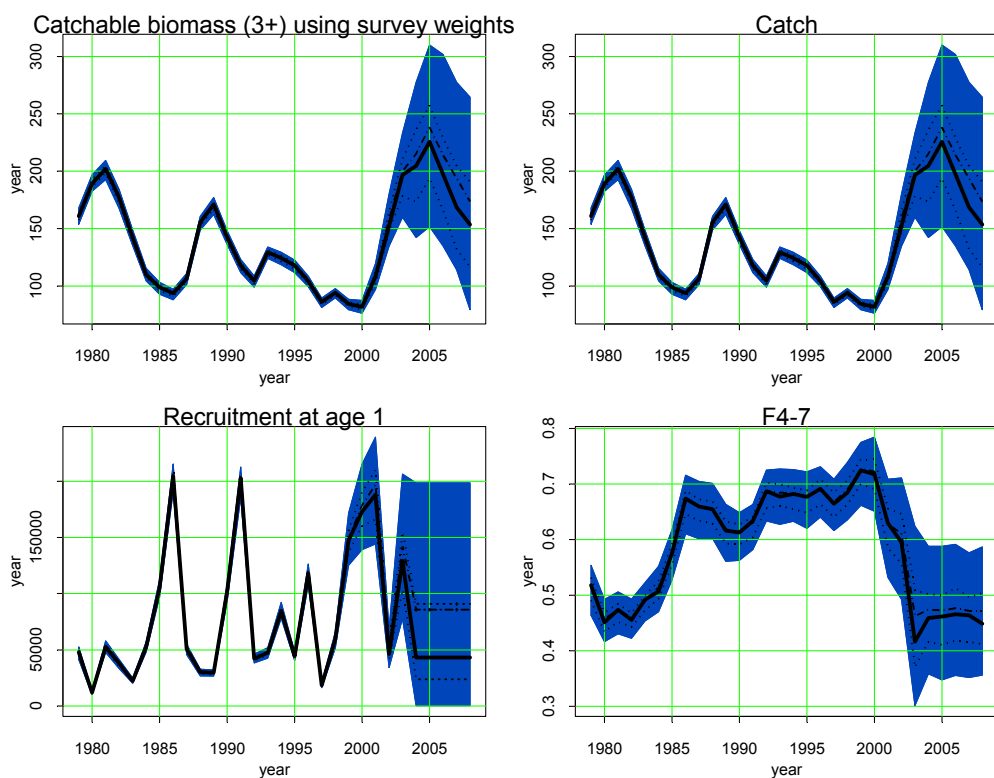 Catchable biomass (3+) using survey weights
year
300
250
200
150
100
1980 1985 1990 1995 2000 2005
year
Catch
year
300
250
200
150
100
1980 1985 1990 1995 2000 2005
year
Recruitment at age 1
year
150000
50000
0
1980 1985 1990 1995 2000 2005
year
F4-7
year
0.8
0.7
0.6
0.5
0.4
0.3
1980 1985 1990 1995 2000 2005
year